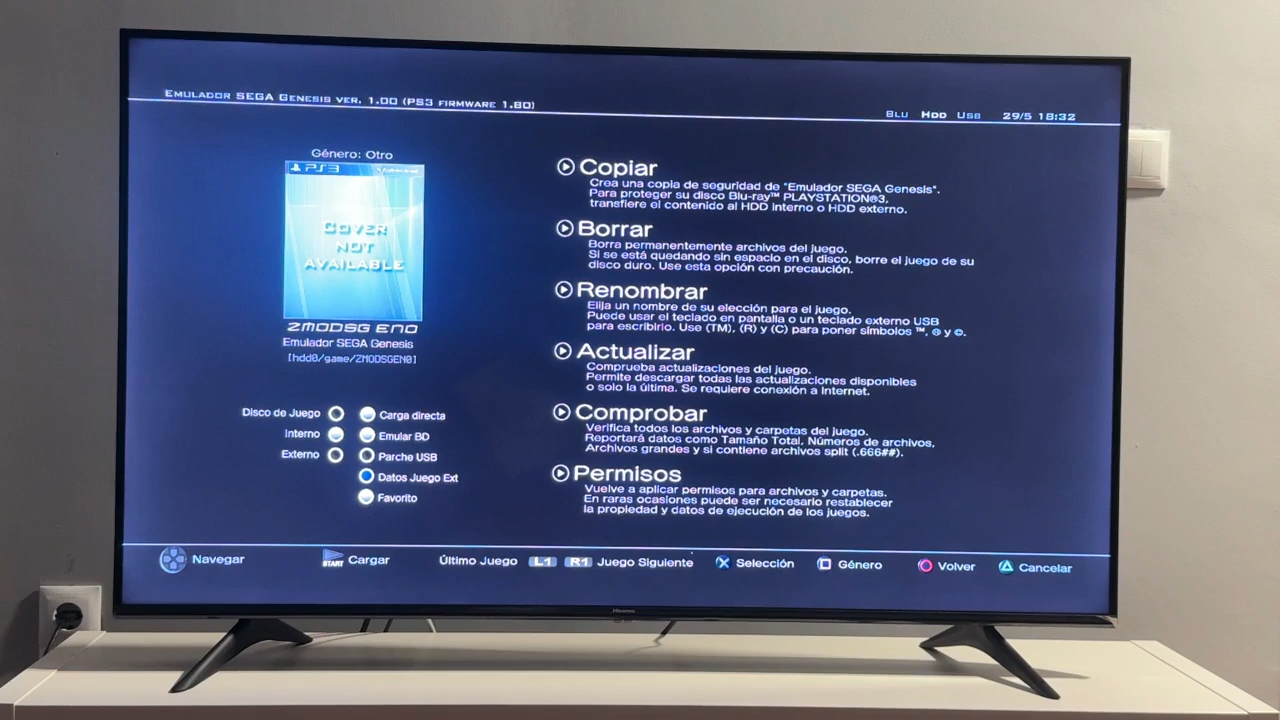 EMULADOR SEGA GENESIS VER. 1.00 (PS3 FIRMWARE 1.80)
BLU HDD USB 29/5 18:32
Género: Otro
PS3
COVER
NOT
AVAILABLE
ZMODSG EN0
Emulador SEGA Genesis
[hdd0/game/ZMODSGEN0]
Disco de Juego
Interno
Externo
Carga directa
Emular BD
Parche USB
Datos Juego Ext
Favorito
Copiar
Crea una copia de seguridad de "Emulador SEGA Genesis".
Para proteger su disco Blu-ray™ PLAYSTATION®3,
transfiere el contenido al HDD interno o HDD externo.
Borrar
Borra permanentemente archivos del juego.
Si se está quedando sin espacio en el disco, borre el juego de su
disco duro. Use esta opción con precaución.
Renombrar
Elija un nombre de su elección para el juego.
Puede usar el teclado en pantalla o un teclado externo USB
para escribirlo. Use (TM), (R) y (C) para poner símbolos ™, ® y ©.
Actualizar
Comprueba actualizaciones del juego.
Permite descargar todas las actualizaciones disponibles
o solo la última. Se requiere conexión a Internet.
Comprobar
Verifica todos los archivos y carpetas del juego.
Reportará datos como Tamaño Total, Números de archivos,
Archivos grandes y si contiene archivos split (.666##).
Permisos
Vuelve a aplicar permisos para archivos y carpetas.
En raras ocasiones puede ser necesario restablecer
la propiedad y datos de ejecución de los juegos.
Navegar START Cargar Último Juego L1 R1 Juego Siguiente Selección Género Volver Cancelar
Hisense